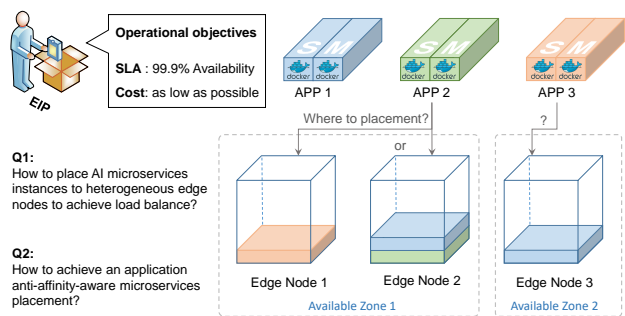 Operational objectives
SLA : 99.9% Availability
Cost: as low as possible
EIP
S M
docker docker
APP 1
S M
docker docker
APP 2
S M
docker docker
APP 3
Where to placement?
or
?
Q1:
How to place AI microservices
instances to heterogeneous edge
nodes to achieve load balance?
Q2:
How to achieve an application
anti-affinity-aware microservices
placement?
Edge Node 1
Edge Node 2
Edge Node 3
Available Zone 1
Available Zone 2